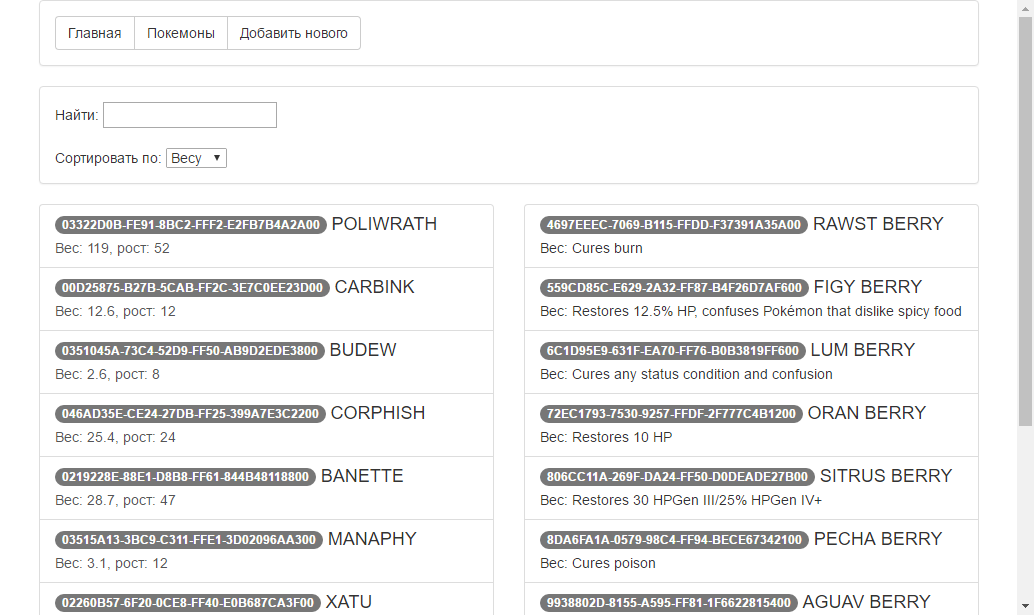 Главная Покемоны Добавить нового
Найти:
Сортировать по: Весу
03322D0B-FE91-8BC2-FFF2-E2FB7B4A2A00 POLIWRATH
Вес: 119, рост: 52
00D25875-B27B-5CAB-FF2C-3E7C0EE23D00 CARBINK
Вес: 12.6, рост: 12
0351045A-73C4-52D9-FF50-AB9D2EDE3800 BUDEW
Вес: 2.6, рост: 8
046AD35E-CE24-27DB-FF25-399A7E3C2200 CORPHISH
Вес: 25.4, рост: 24
0219228E-88E1-D8B8-FF61-844B48118800 BANETTE
Вес: 28.7, рост: 47
03515A13-3BC9-C311-FFE1-3D02096AA300 MANAPHY
Вес: 3.1, рост: 12
02260B57-6F20-0CE8-FF40-E0B687CA3F00 XATU
4697EEEC-7069-B115-FFDD-F37391A35A00 RAWST BERRY
Вес: Cures burn
559CD85C-E629-2A32-FF87-B4F26D7AF600 FIGY BERRY
Вес: Restores 12.5% HP, confuses Pokémon that dislike spicy food
6C1D95E9-631F-EA70-FF76-B0B3819FF600 LUM BERRY
Вес: Cures any status condition and confusion
72EC1793-7530-9257-FFDF-2F777C4B1200 ORAN BERRY
Вес: Restores 10 HP
806CC11A-269F-DA24-FF50-D0DEADE27B00 SITRUS BERRY
Вес: Restores 30 HPGen III/25% HPGen IV+
8DA6FA1A-0579-98C4-FF94-BECE67342100 PECHA BERRY
Вес: Cures poison
9938802D-8155-A595-FF81-1F6622815400 AGUAV BERRY